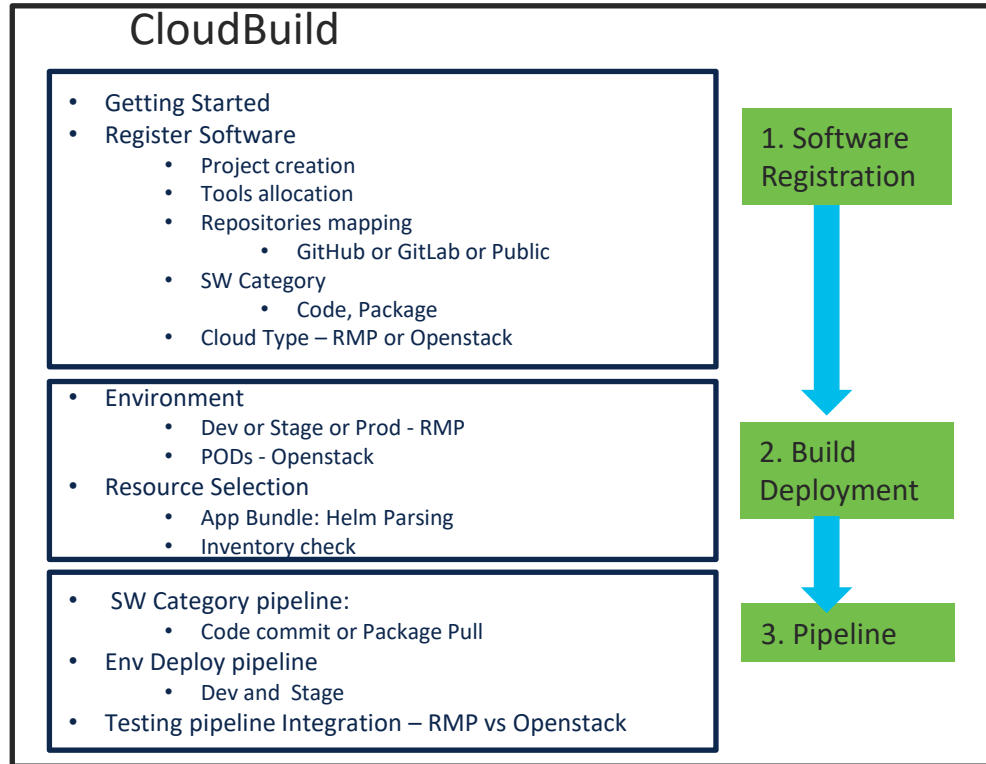 CloudBuild
• Getting Started
• Register Software
• Project creation
• Tools allocation
• Repositories mapping
• GitHub or GitLab or Public
• SW Category
• Code, Package
• Cloud Type – RMP or Openstack
1. Software
Registration
• Environment
• Dev or Stage or Prod - RMP
• PODs - Openstack
• Resource Selection
• App Bundle: Helm Parsing
• Inventory check
2. Build
Deployment
• SW Category pipeline:
• Code commit or Package Pull
• Env Deploy pipeline
• Dev and Stage
• Testing pipeline Integration – RMP vs Openstack
3. Pipeline